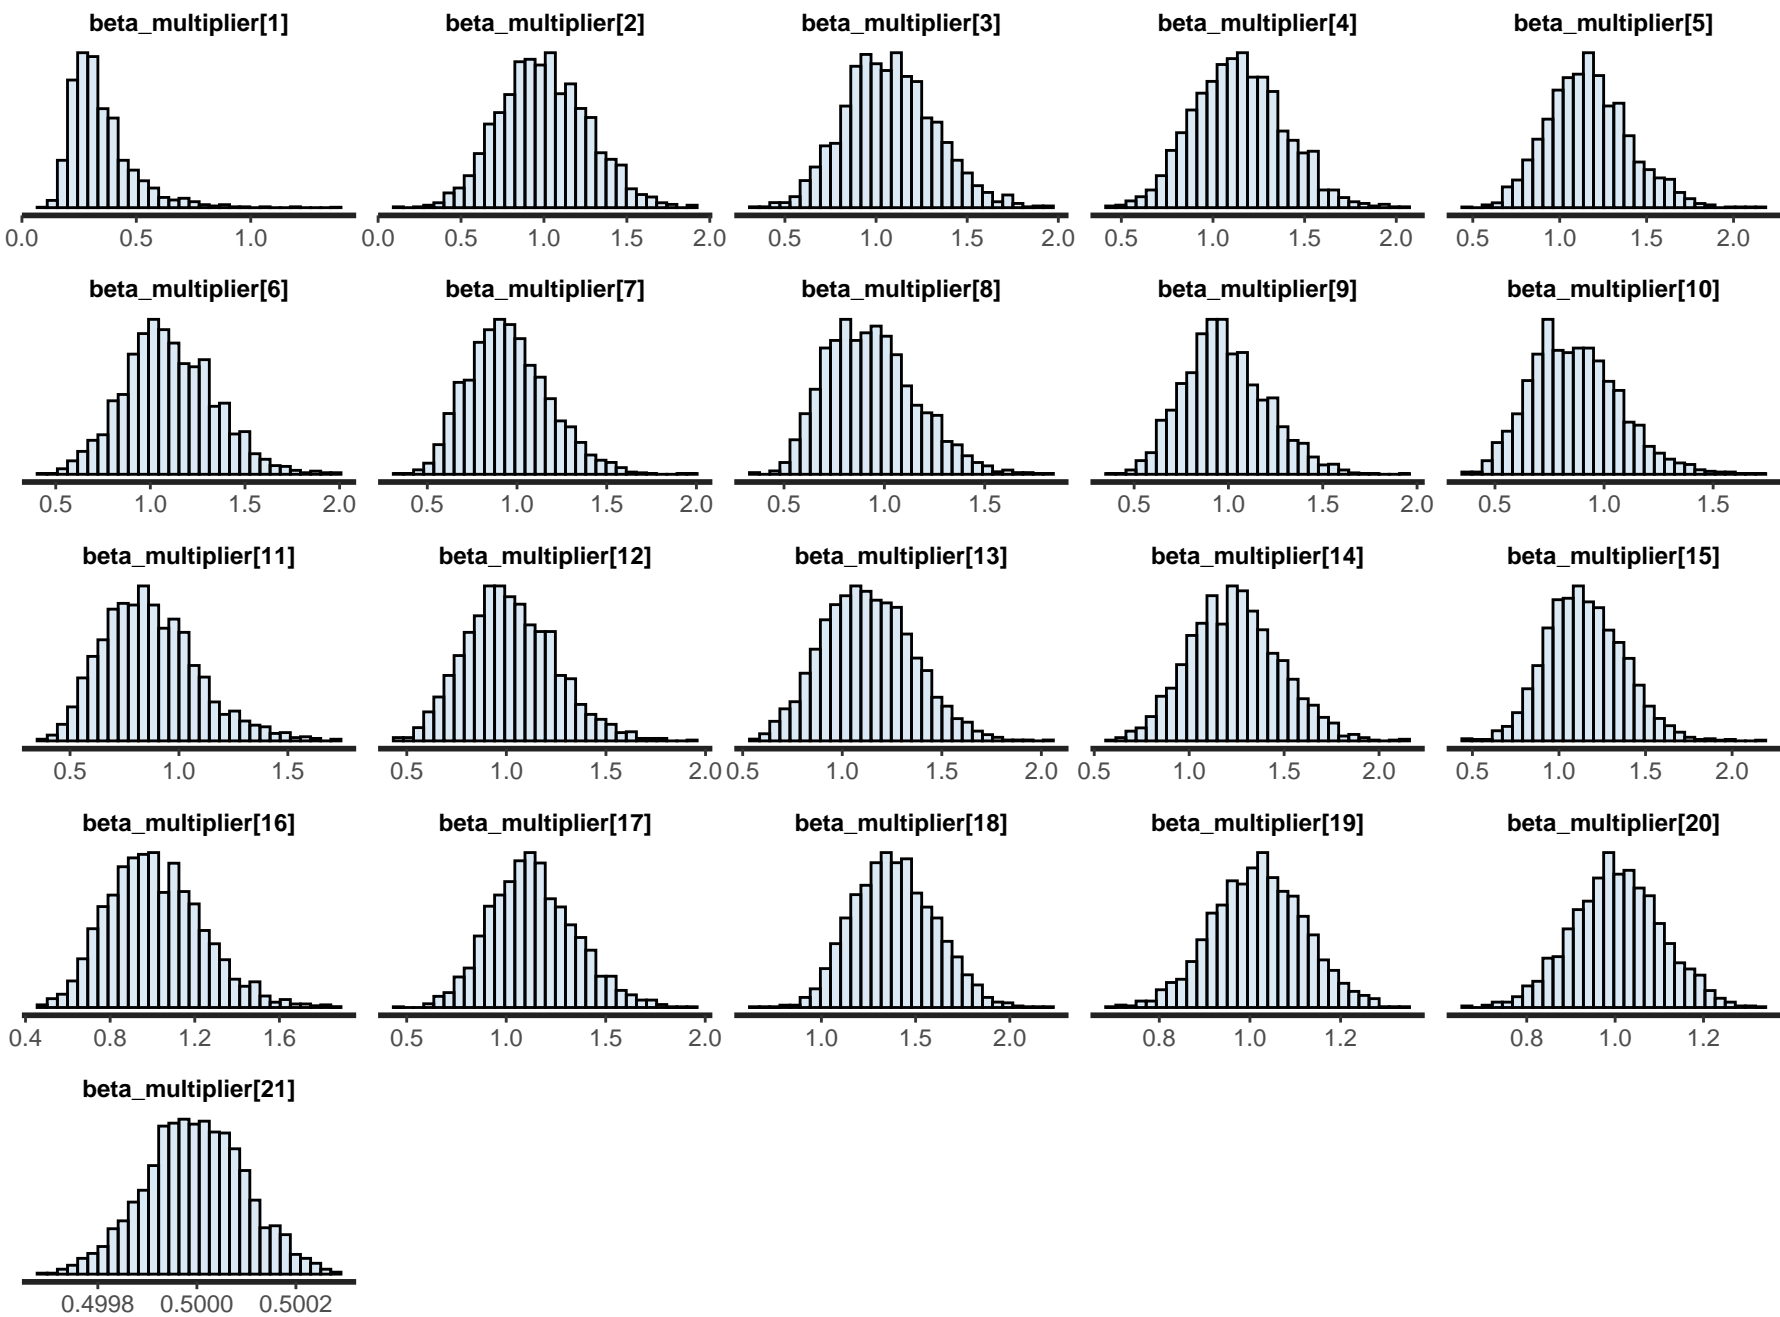 beta_multiplier[1] beta_multiplier[2] beta_multiplier[3] beta_multiplier[4] beta_multiplier[5]
0.0 0.5 1.0 0.0 0.5 1.0 1.5 2.0 0.5 1.0 1.5 2.0 0.5 1.0 1.5 2.0 0.5 1.0 1.5 2.0
beta_multiplier[6] beta_multiplier[7] beta_multiplier[8] beta_multiplier[9] beta_multiplier[10]
0.5 1.0 1.5 2.0 0.5 1.0 1.5 2.0 0.5 1.0 1.5 0.5 1.0 1.5 2.0 0.5 1.0 1.5
beta_multiplier[11] beta_multiplier[12] beta_multiplier[13] beta_multiplier[14] beta_multiplier[15]
0.5 1.0 1.5 0.5 1.0 1.5 2.0 0.5 1.0 1.5 2.0 0.5 1.0 1.5 2.0 0.5 1.0 1.5 2.0
beta_multiplier[16] beta_multiplier[17] beta_multiplier[18] beta_multiplier[19] beta_multiplier[20]
0.4 0.8 1.2 1.6 0.5 1.0 1.5 2.0 1.0 1.5 2.0 0.8 1.0 1.2 0.8 1.0 1.2
beta_multiplier[21]
0.4998 0.5000 0.5002